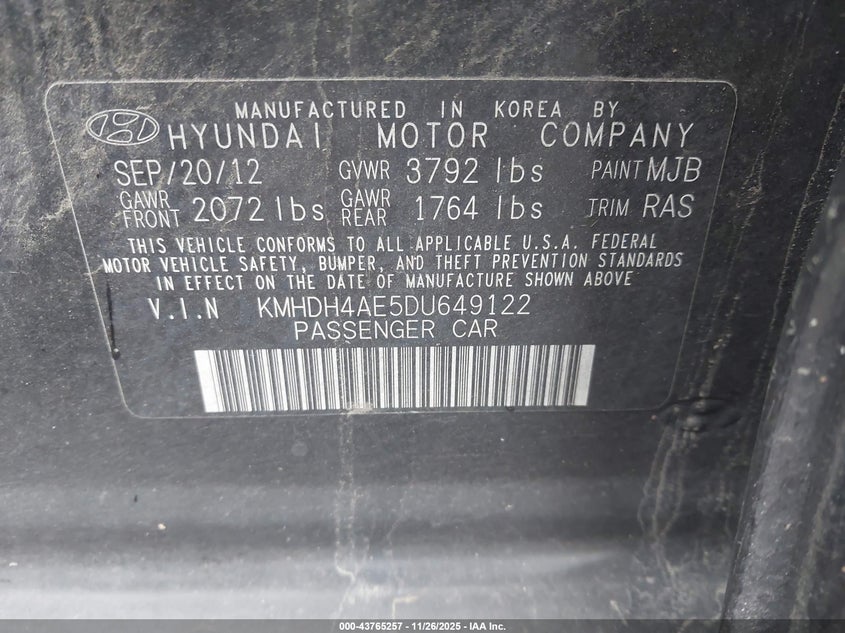 MANUFACTURED IN KOREA BY
HYUNDAI MOTOR COMPANY
SEP/20/12 GVWR 3792 lbs PAINT MJB
GAWR FRONT 2072 lbs GAWR REAR 1764 lbs TRIM RAS
THIS VEHICLE CONFORMS TO ALL APPLICABLE U.S.A. FEDERAL
MOTOR VEHICLE SAFETY, BUMPER, AND THEFT PREVENTION STANDARDS
IN EFFECT ON THE DATE OF MANUFACTURE SHOWN ABOVE
V.I.N KMHDH4AE5DU649122
PASSENGER CAR
000-43765257 - 11/26/2025 - IAA Inc.